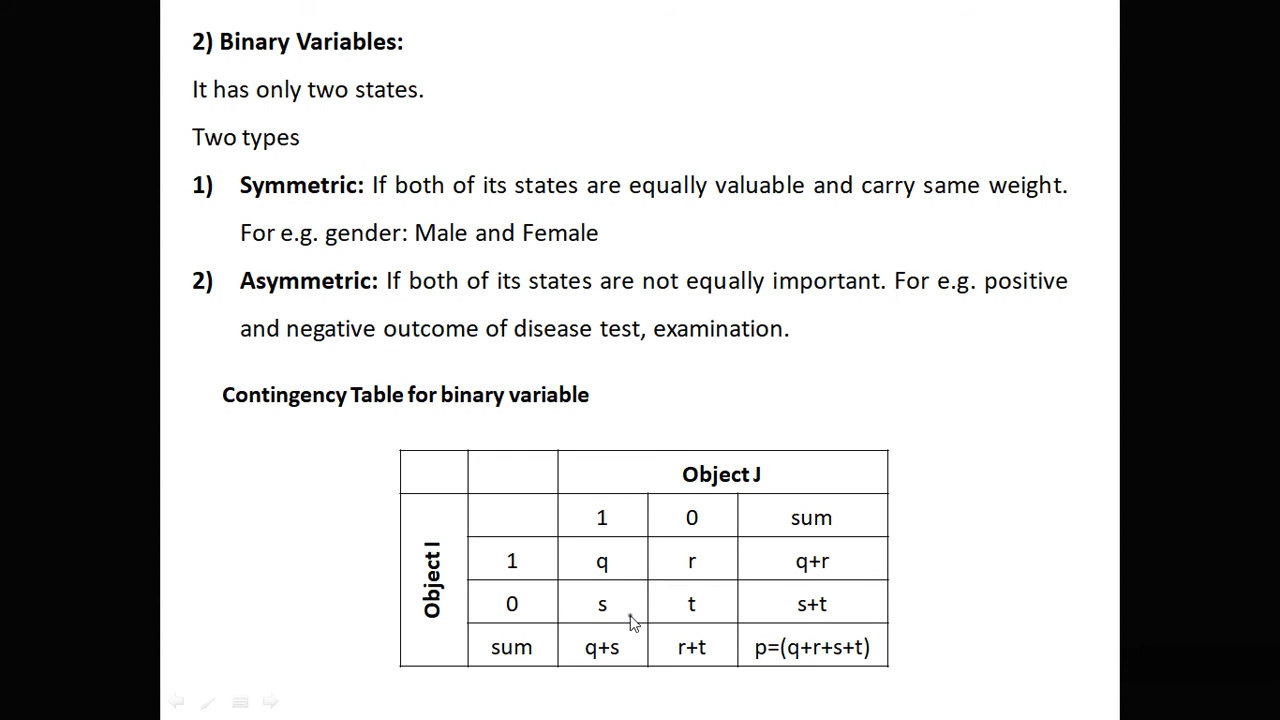 2) Binary Variables:
It has only two states.
Two types
1) Symmetric: If both of its states are equally valuable and carry same weight.
For e.g. gender: Male and Female
2) Asymmetric: If both of its states are not equally important. For e.g. positive
and negative outcome of disease test, examination.
Contingency Table for binary variable
Object J
1 0 sum
Object I
1 q r q+r
0 s t s+t
sum q+s r+t p=(q+r+s+t)